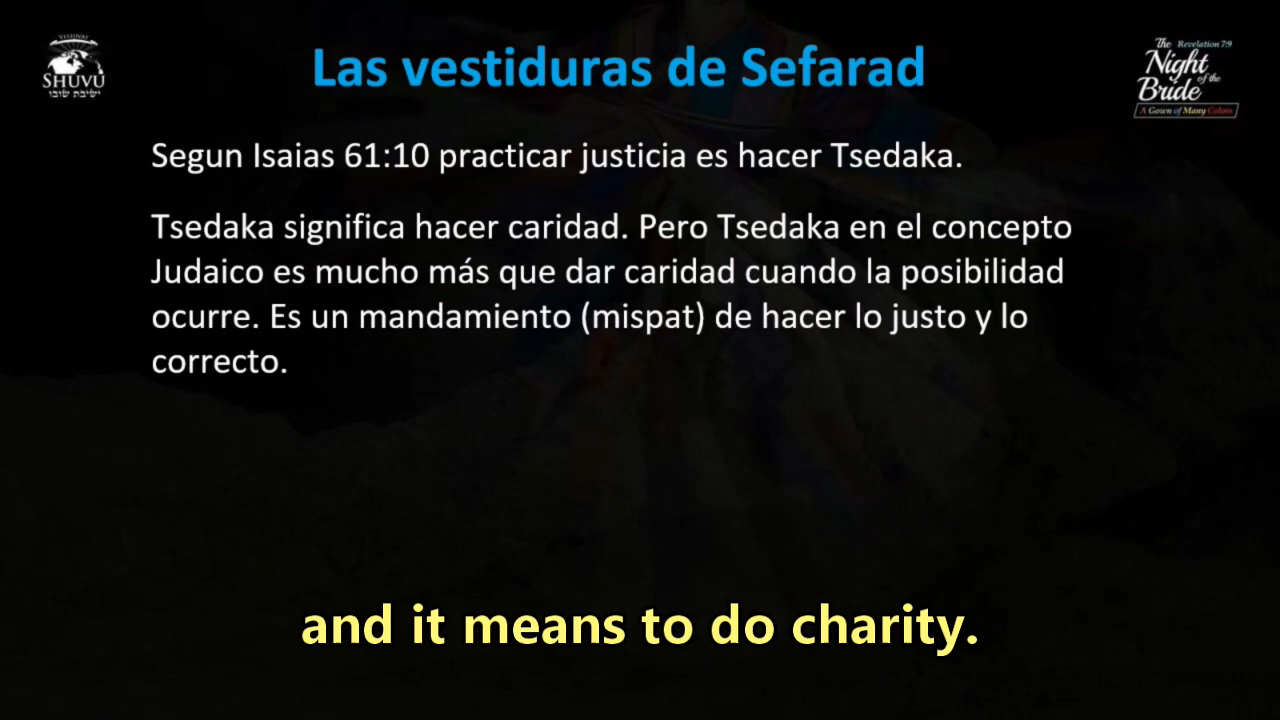 YESHIVAT
SHUVU
ישיבת שובו
Las vestiduras de Sefarad
The Revelation 7:9
Night
of the
Bride
A Gown of Many Colors
Segun Isaias 61:10 practicar justicia es hacer Tsedaka.
Tsedaka significa hacer caridad. Pero Tsedaka en el concepto
Judaico es mucho más que dar caridad cuando la posibilidad
ocurre. Es un mandamiento (mispat) de hacer lo justo y lo
correcto.
and it means to do charity.